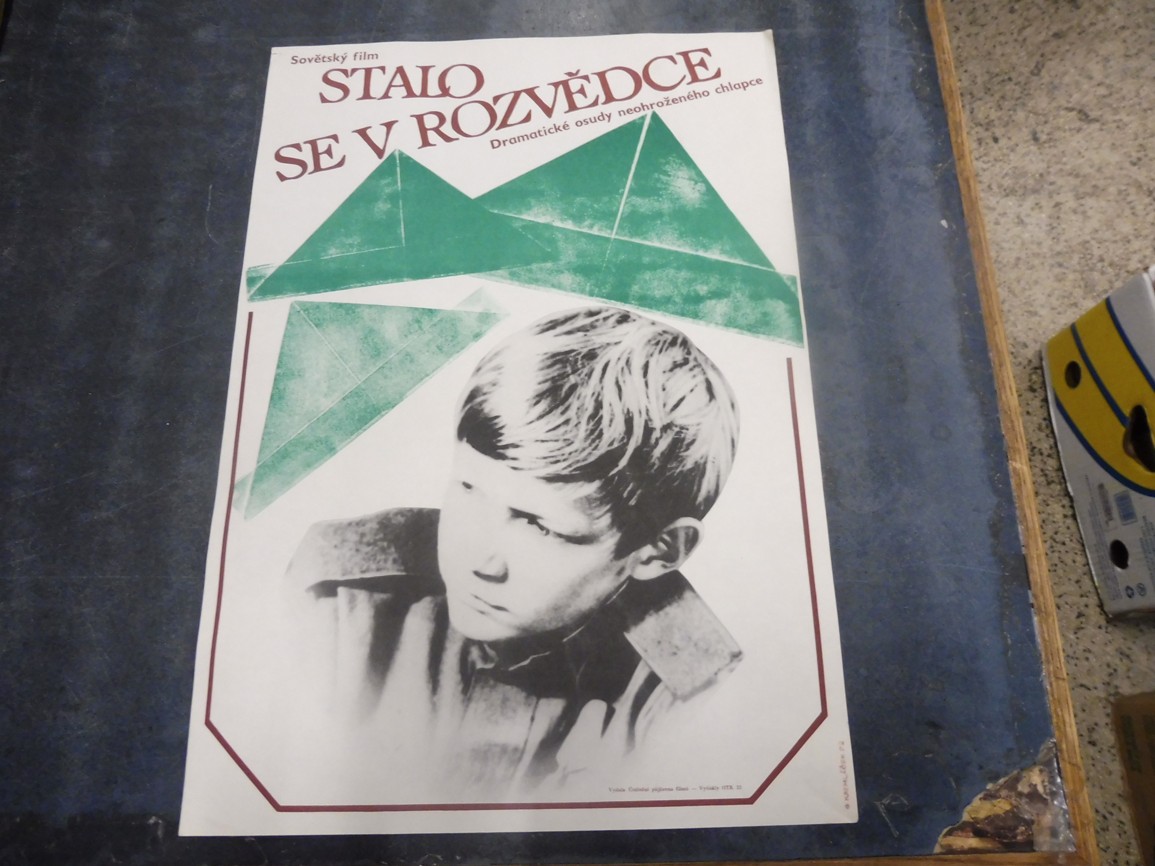 Sovětský film
STALO
SE V ROZVĚDCE
Dramatické osudy neohroženého chlapce